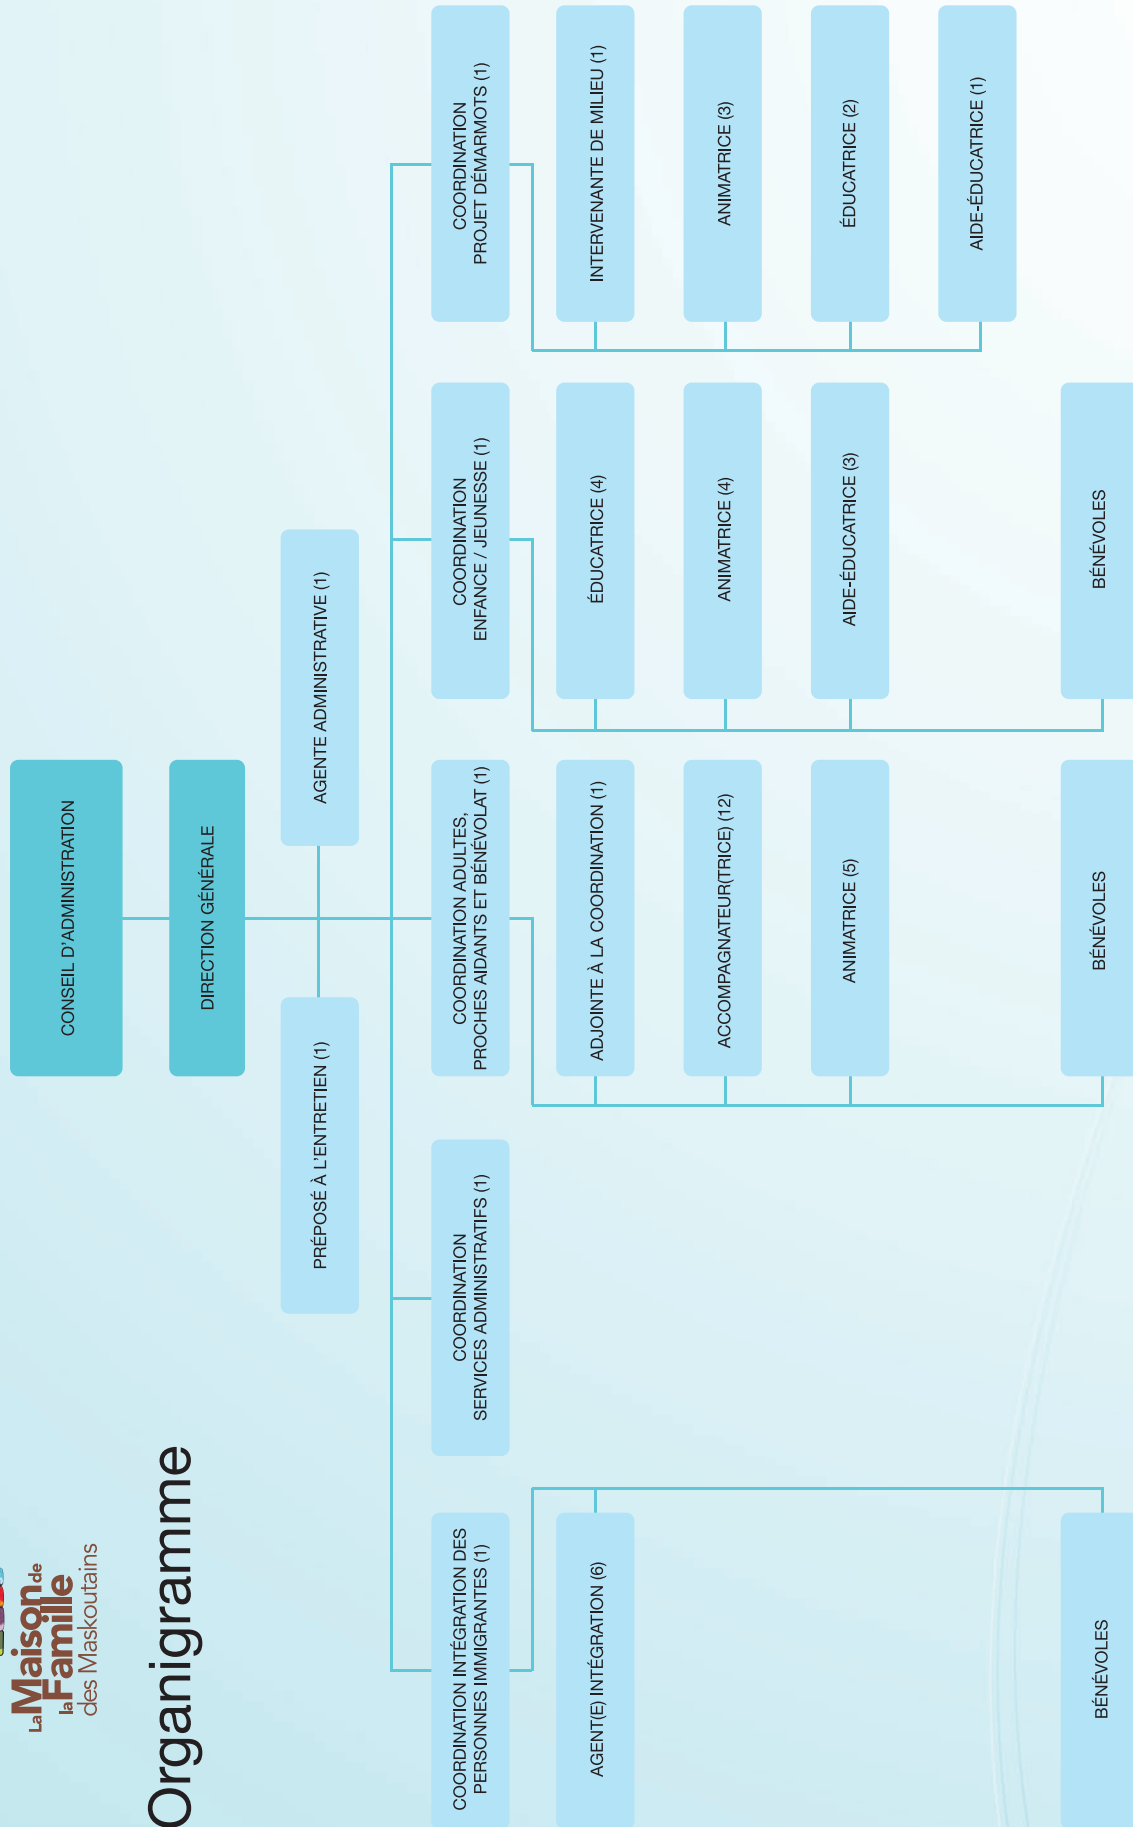 La Maison de
la Famille
des Maskoutains
Organigramme
CONSEIL D'ADMINISTRATION
DIRECTION GÉNÉRALE
PRÉPOSÉ À L'ENTRETIEN (1)
AGENTE ADMINISTRATIVE (1)
COORDINATION INTÉGRATION DES
PERSONNES IMMIGRANTES (1)
AGENT(E) INTÉGRATION (6)
BÉNÉVOLES
COORDINATION
SERVICES ADMINISTRATIFS (1)
COORDINATION ADULTES,
PROCHES AIDANTS ET BÉNÉVOLAT (1)
ADJOINTE À LA COORDINATION (1)
ACCOMPAGNATEUR(TRICE) (12)
ANIMATRICE (5)
BÉNÉVOLES
COORDINATION
ENFANCE / JEUNESSE (1)
ÉDUCATRICE (4)
ANIMATRICE (4)
AIDE-ÉDUCATRICE (3)
BÉNÉVOLES
COORDINATION
PROJET DÉMARMOTS (1)
INTERVENANTE DE MILIEU (1)
ANIMATRICE (3)
ÉDUCATRICE (2)
AIDE-ÉDUCATRICE (1)